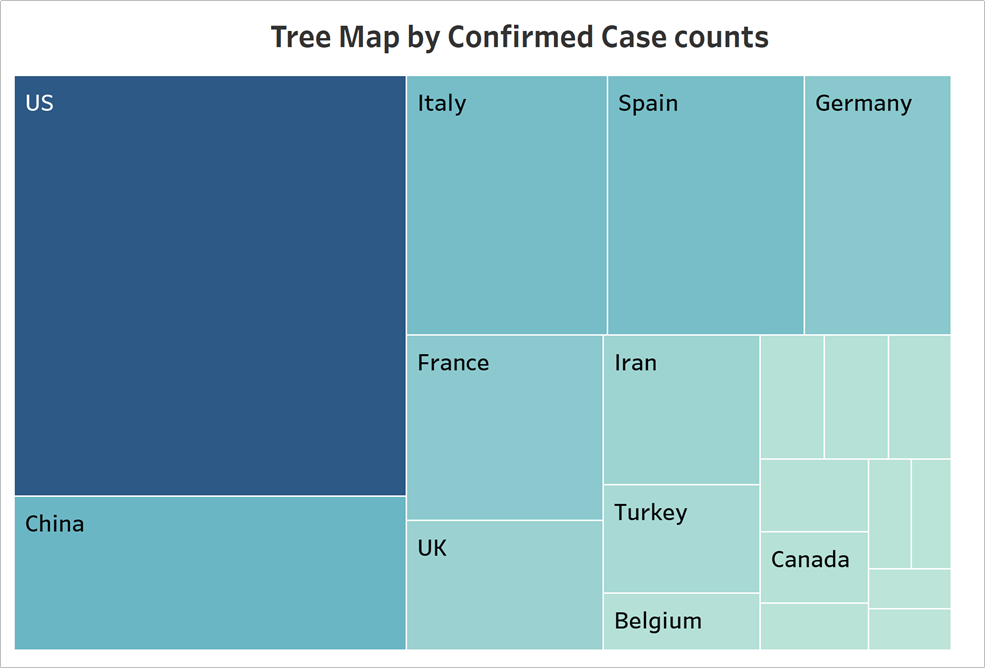 Tree Map by Confirmed Case counts
US
Italy
Spain
Germany
France
Iran
Turkey
China
UK
Canada
Belgium